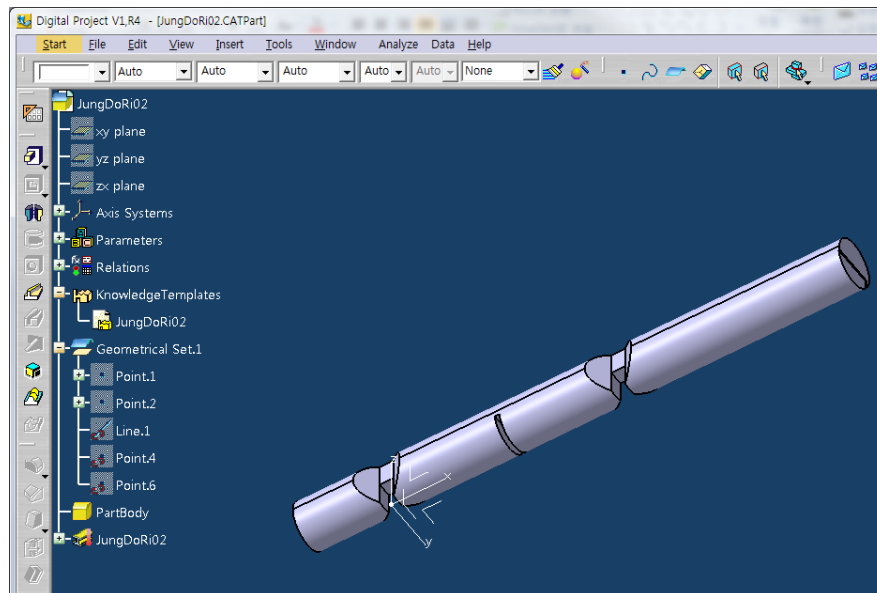 Digital Project V1,R4 - [JungDoRi02.CATPart]
Start File Edit View Insert Tools Window Analyze Data Help
Auto Auto Auto Auto Auto None
JungDoRi02
xy plane
yz plane
zx plane
Axis Systems
Parameters
Relations
KnowledgeTemplates
JungDoRi02
Geometrical Set.1
Point.1
Point.2
Line.1
Point.4
Point.6
PartBody
JungDoRi02
z
x
y